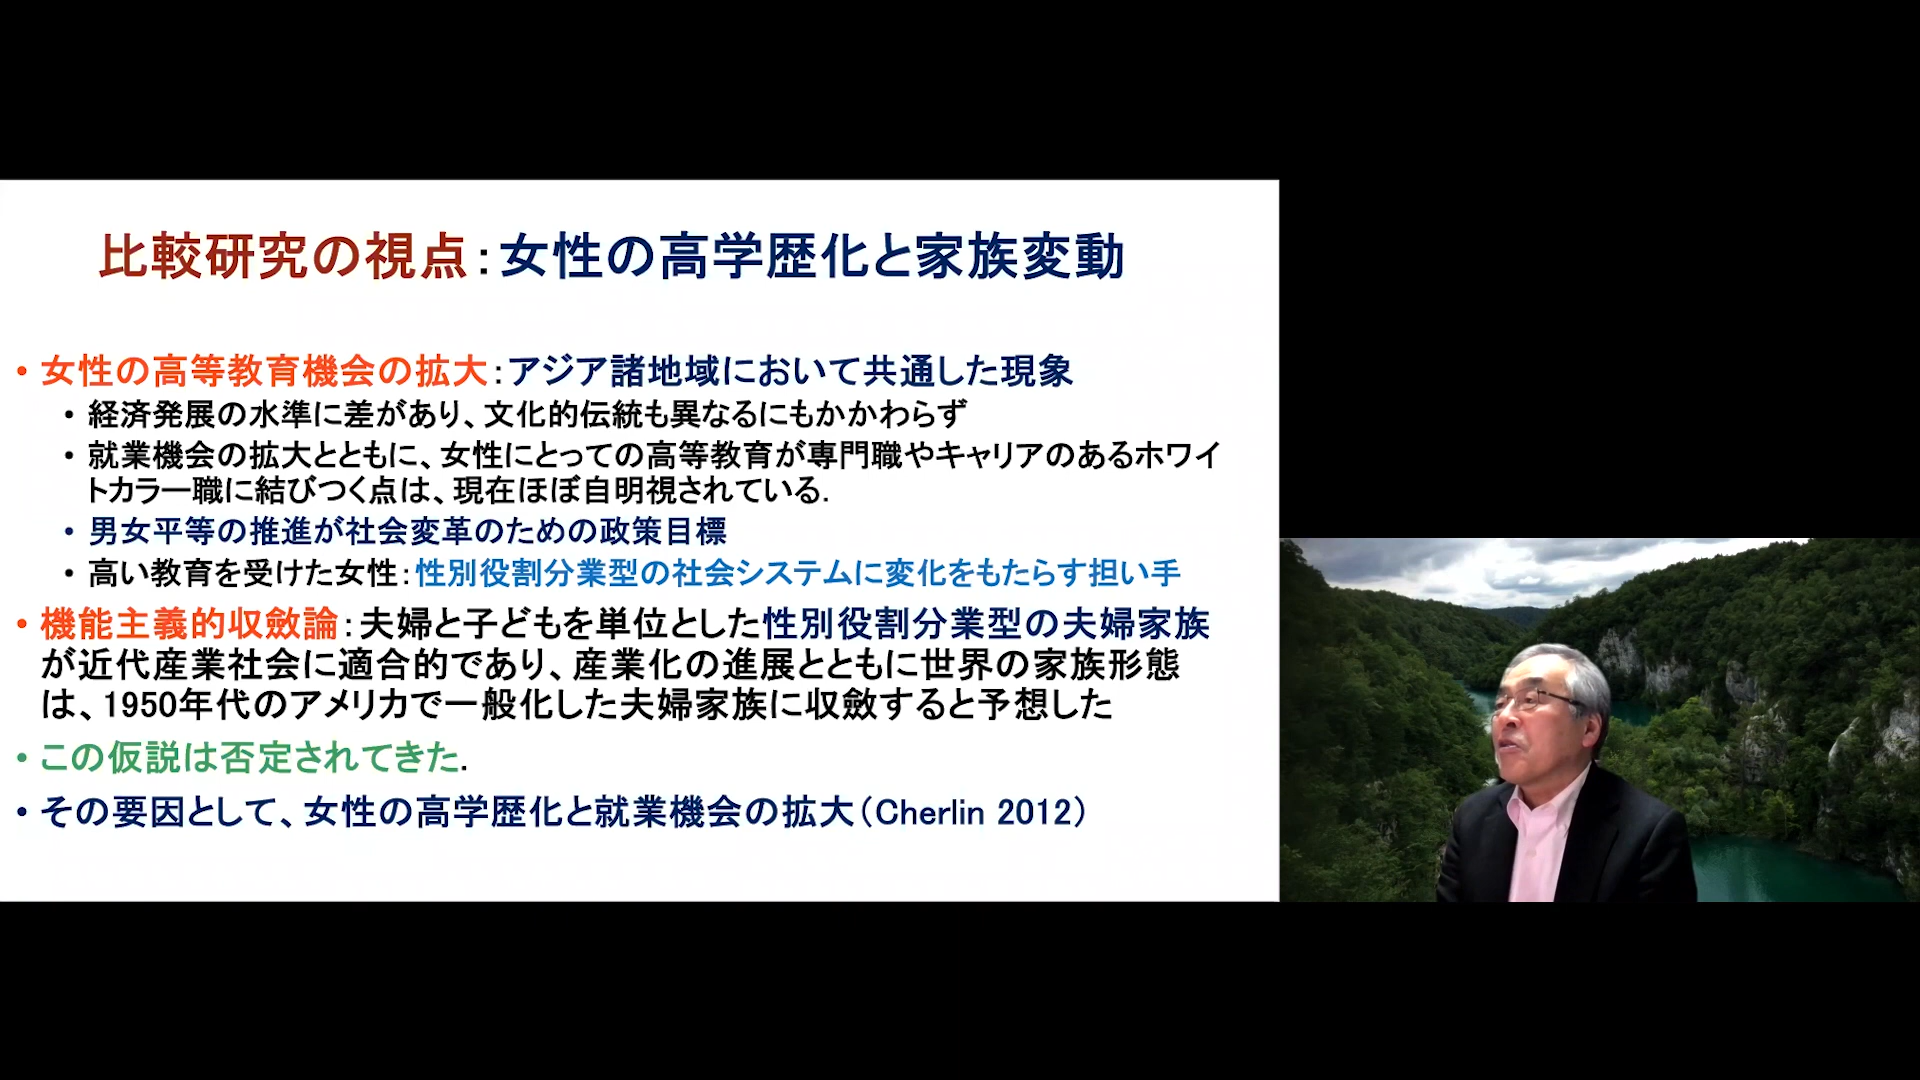 比較研究の視点：女性の高学歴化と家族変動
• 女性の高等教育機会の拡大：アジア諸地域において共通した現象
• 経済発展の水準に差があり、文化的伝統も異なるにもかかわらず
• 就業機会の拡大とともに、女性にとっての高等教育が専門職やキャリアのあるホワイ
トカラー職に結びつく点は、現在ほぼ自明視されている.
• 男女平等の推進が社会変革のための政策目標
• 高い教育を受けた女性：性別役割分業型の社会システムに変化をもたらす担い手
• 機能主義的収斂論：夫婦と子どもを単位とした性別役割分業型の夫婦家族
が近代産業社会に適合的であり、産業化の進展とともに世界の家族形態
は、1950年代のアメリカで一般化した夫婦家族に収斂すると予想した
• この仮説は否定されてきた.
• その要因として、女性の高学歴化と就業機会の拡大（Cherlin 2012）